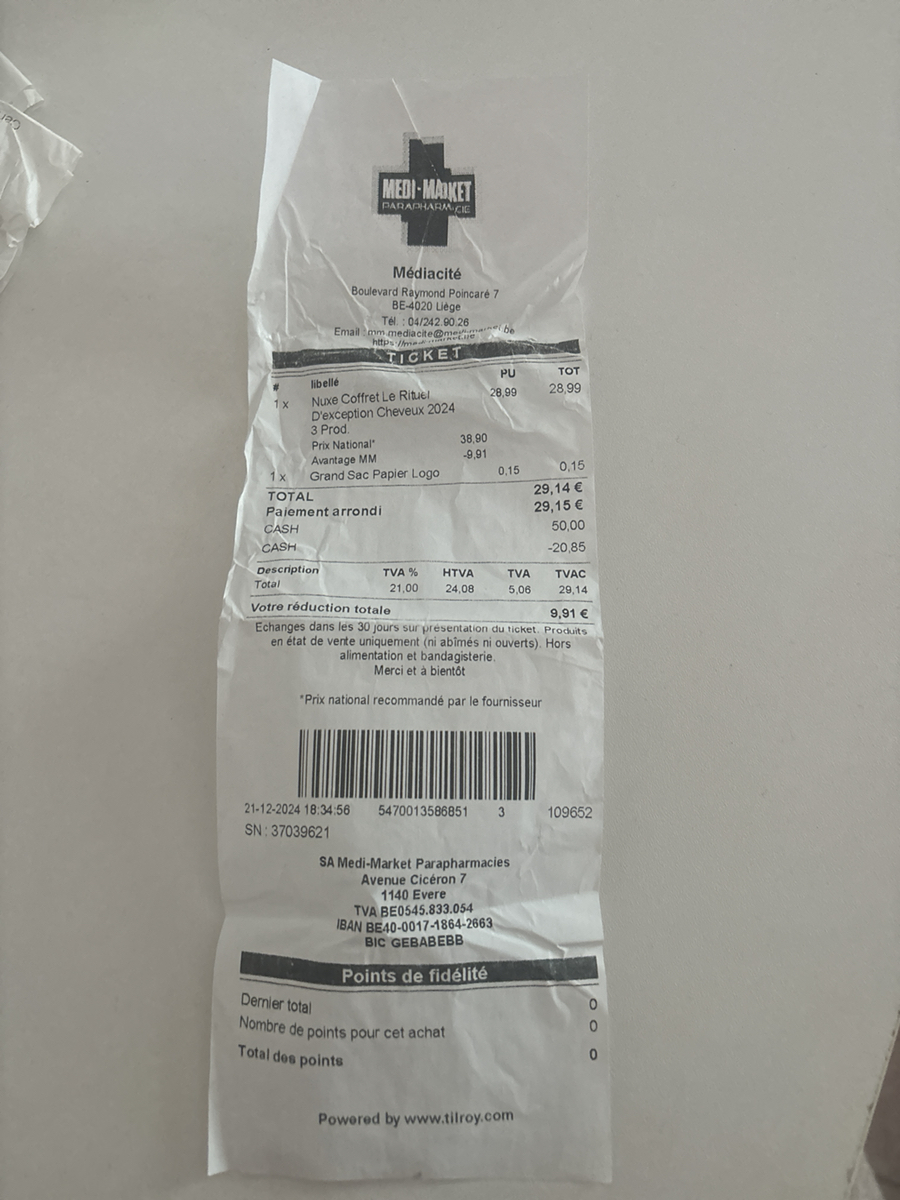 MEDI-MARKET
PARAPHARMACIE
Médiacité
Boulevard Raymond Poincaré 7
BE-4020 Liège
Tél. : 04/242.90.26
Email : mm.mediacite@ be
https://
TICKET
# libellé PU TOT
1 x Nuxe Coffret Le Rituel 28,99 28,99
D'exception Cheveux 2024
3 Prod.
Prix National* 38,90
Avantage MM -9,91
1 x Grand Sac Papier Logo 0,15 0,15
TOTAL 29,14 €
Paiement arrondi 29,15 €
CASH 50,00
CASH -20,85
Description TVA % HTVA TVA TVAC
Total 21,00 24,08 5,06 29,14
Votre réduction totale 9,91 €
Echanges dans les 30 jours sur présentation du ticket. Produits
en état de vente uniquement (ni abîmés ni ouverts). Hors
alimentation et bandagisterie.
Merci et à bientôt
*Prix national recommandé par le fournisseur
21-12-2024 18:34:56 5470013586851 3 109652
SN : 37039621
SA Medi-Market Parapharmacies
Avenue Cicéron 7
1140 Evere
TVA BE0545.833.054
IBAN BE40-0017-1864-2663
BIC GEBABEBB
Points de fidélité
Dernier total 0
Nombre de points pour cet achat 0
Total des points 0
Powered by www.tilroy.com